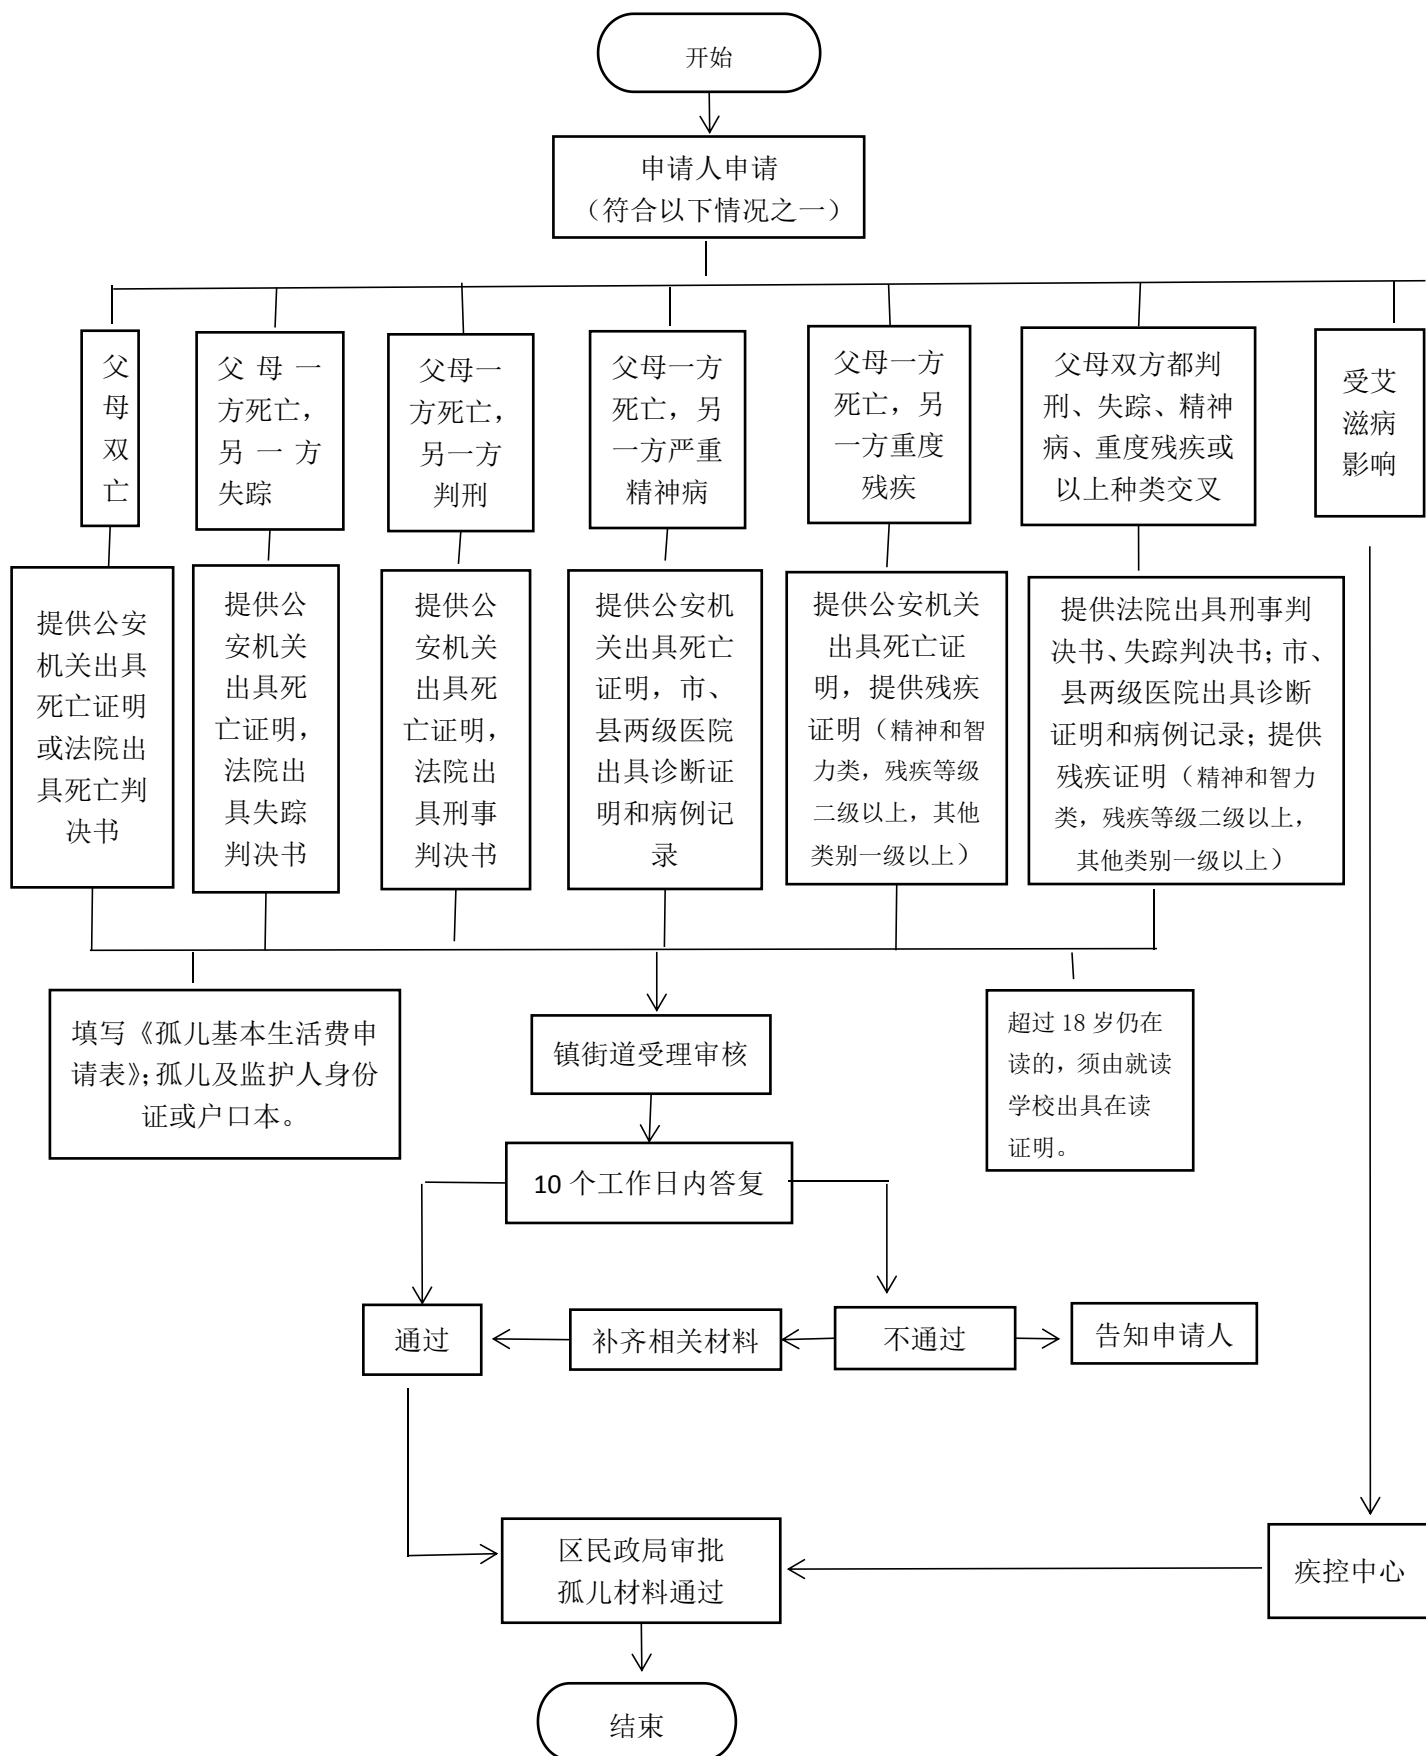 开始
申请人申请
（符合以下情况之一）
父
母
双
亡
父母一
方死亡，
另一方
失踪
父母一
方死亡，
另一方
判刑
父母一方
死亡，另
一方严重
精神病
父母一方
死亡，另
一方重度
残疾
父母双方都判
刑、失踪、精神
病、重度残疾或
以上种类交叉
受艾
滋病
影响
提供公安
机关出具
死亡证明
或法院出
具死亡判
决书
提供公
安机关
出具死
亡证明，
法院出
具失踪
判决书
提供公
安机关
出具死
亡证明，
法院出
具刑事
判决书
提供公安机
关出具死亡
证明，市、
县两级医院
出具诊断证
明和病例记
录
提供公安机关
出具死亡证
明，提供残疾
证明（精神和智
力类，残疾等级
二级以上，其他
类别一级以上）
提供法院出具刑事判
决书、失踪判决书；市、
县两级医院出具诊断
证明和病例记录；提供
残疾证明（精神和智力
类，残疾等级二级以上，
其他类别一级以上）
填写《孤儿基本生活费申
请表》；孤儿及监护人身份
证或户口本。
镇街道受理审核
超过 18 岁仍在
读的，须由就读
学校出具在读
证明。
10 个工作日内答复
通过
补齐相关材料
不通过
告知申请人
区民政局审批
孤儿材料通过
疾控中心
结束